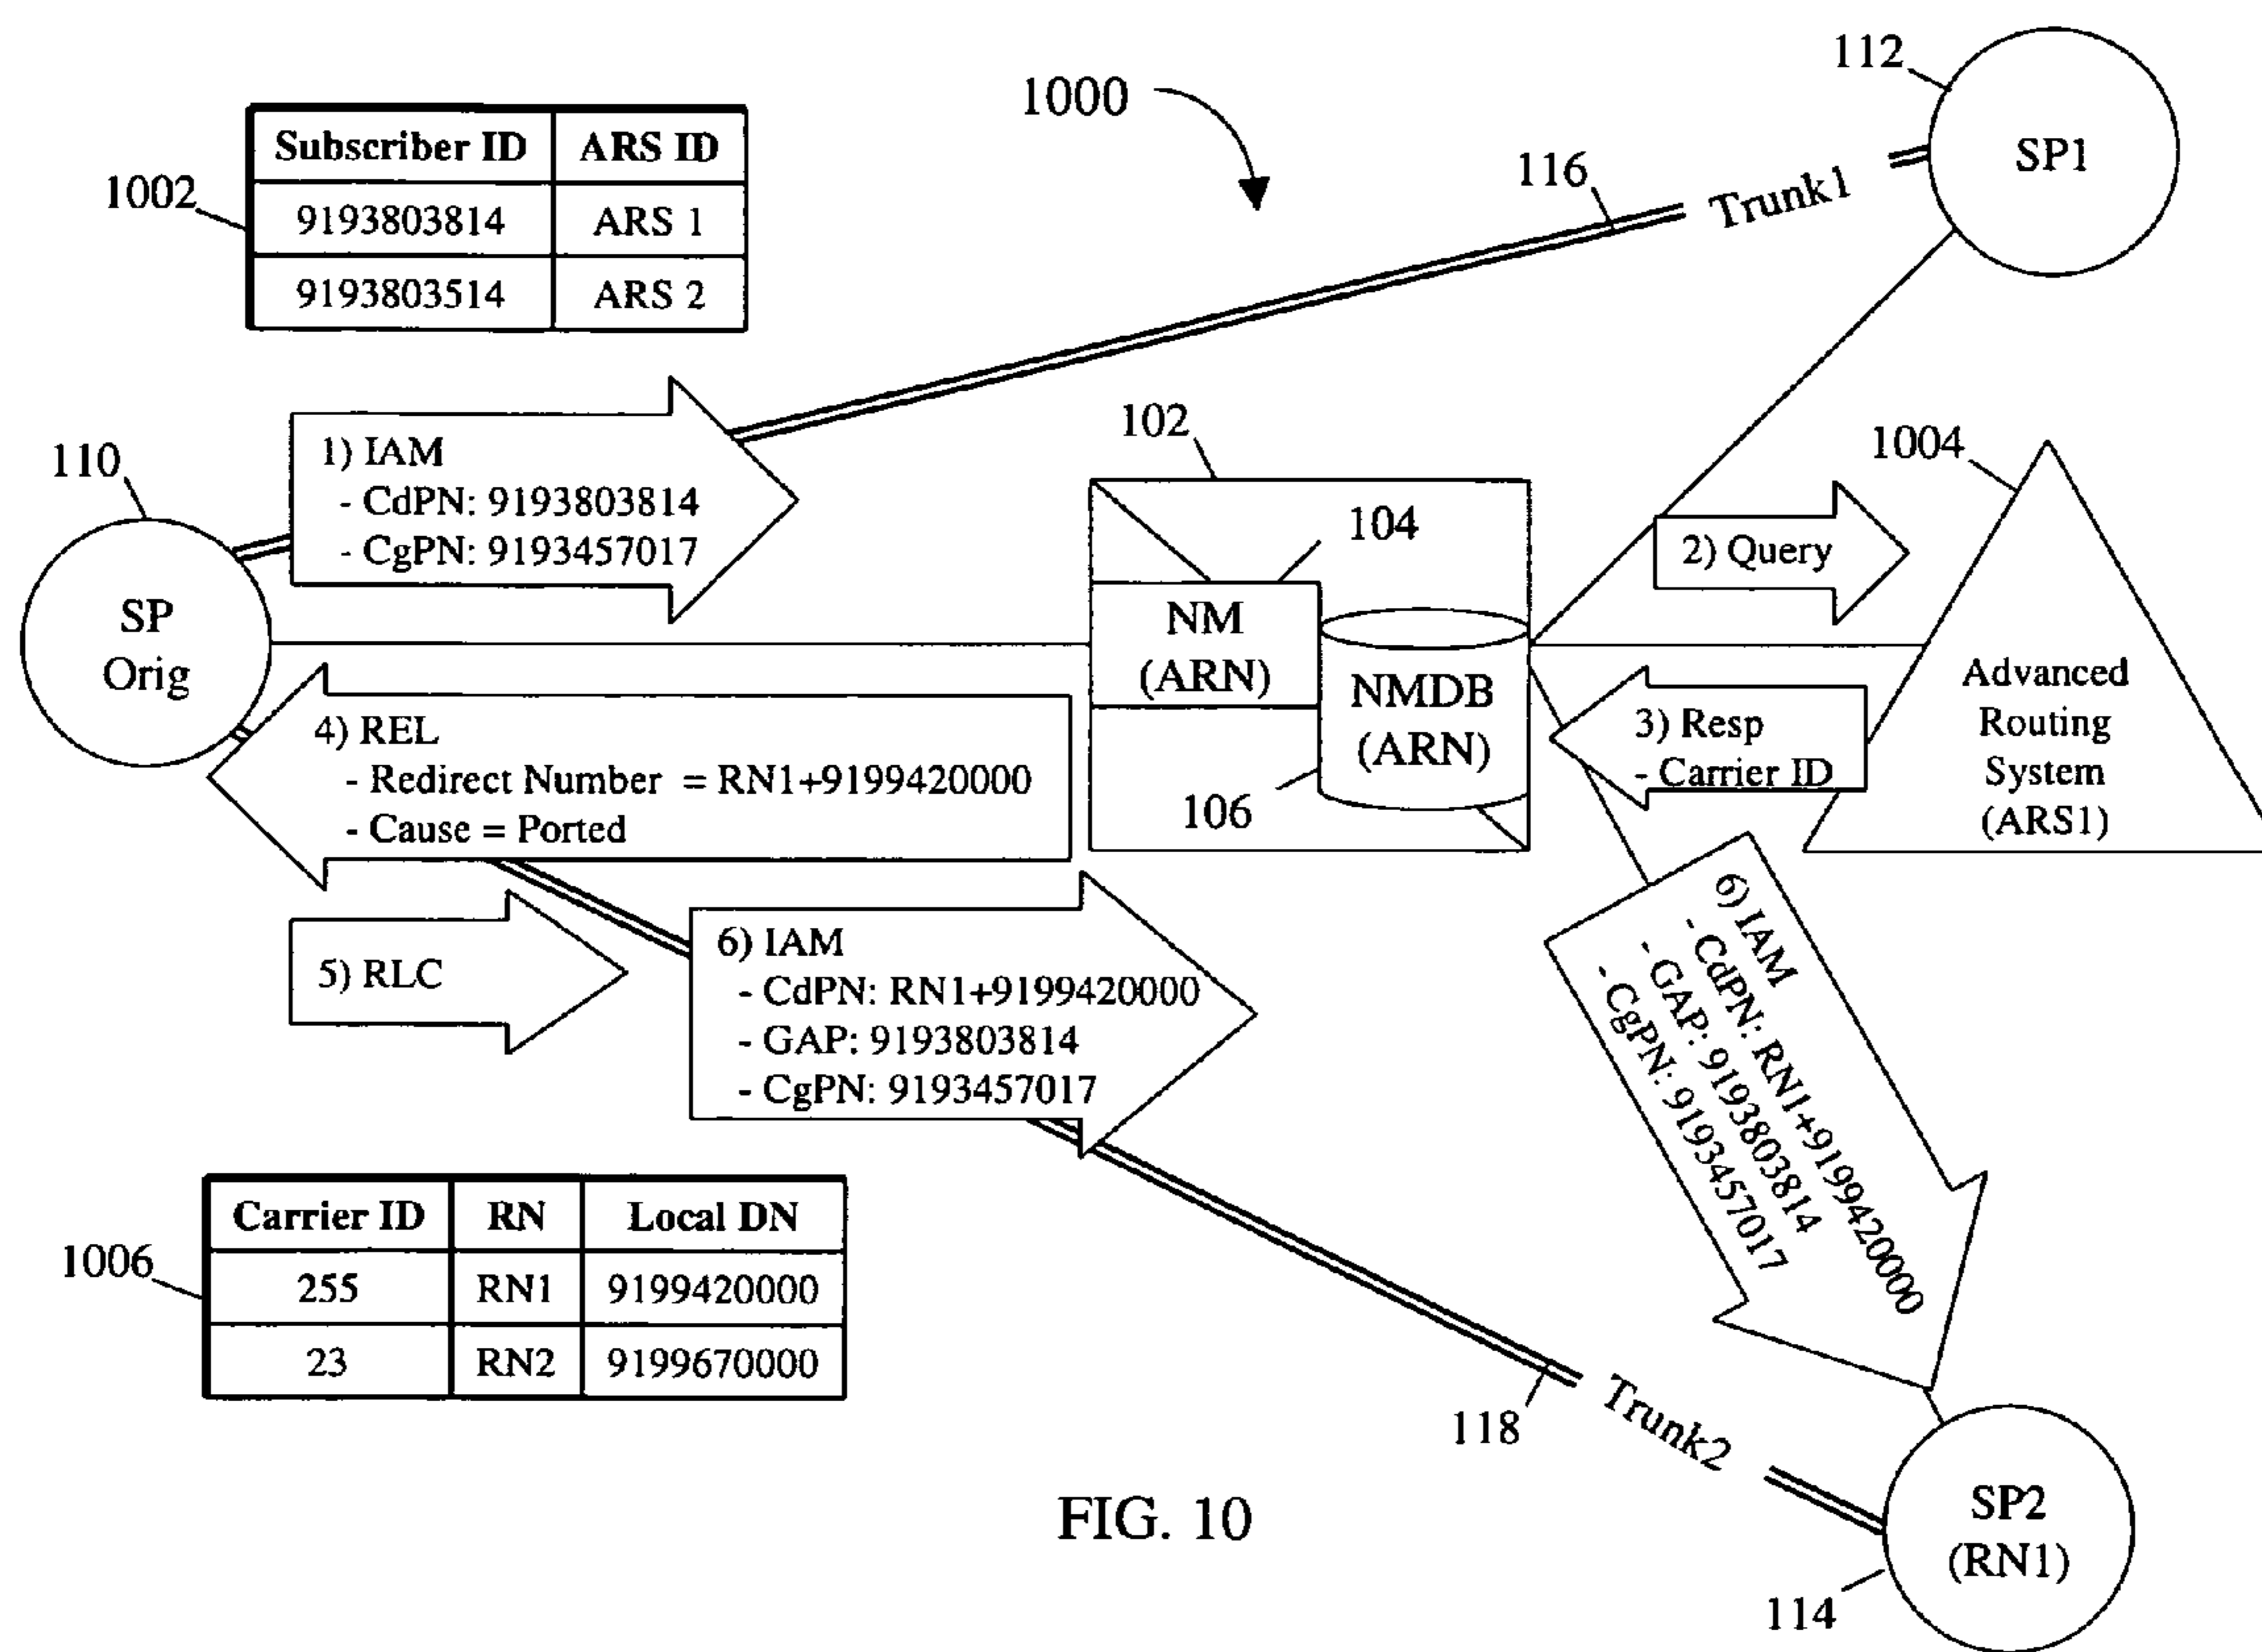 112
1000
SP1
116
Trunk1
Subscriber ID ARS ID
1002
9193803814 ARS 1
9193803514 ARS 2
110
SP
Orig
1) IAM
- CdPN: 9193803814
- CgPN: 9193457017
102
104
NM
(ARN)
NMDB
(ARN)
106
1004
2) Query
Advanced
Routing
System
(ARS1)
3) Resp
- Carrier ID
4) REL
- Redirect Number = RN1+9199420000
- Cause = Ported
5) RLC
6) IAM
- CdPN: RN1+9199420000
- GAP: 9193803814
- CgPN: 9193457017
6) IAM
- CdPN: RN1+9199420000
- GAP: 9193803814
- CgPN: 9193457017
Carrier ID RN Local DN
1006
255 RN1 9199420000
23 RN2 9199670000
118
Trunk2
SP2
(RN1)
114
FIG. 10